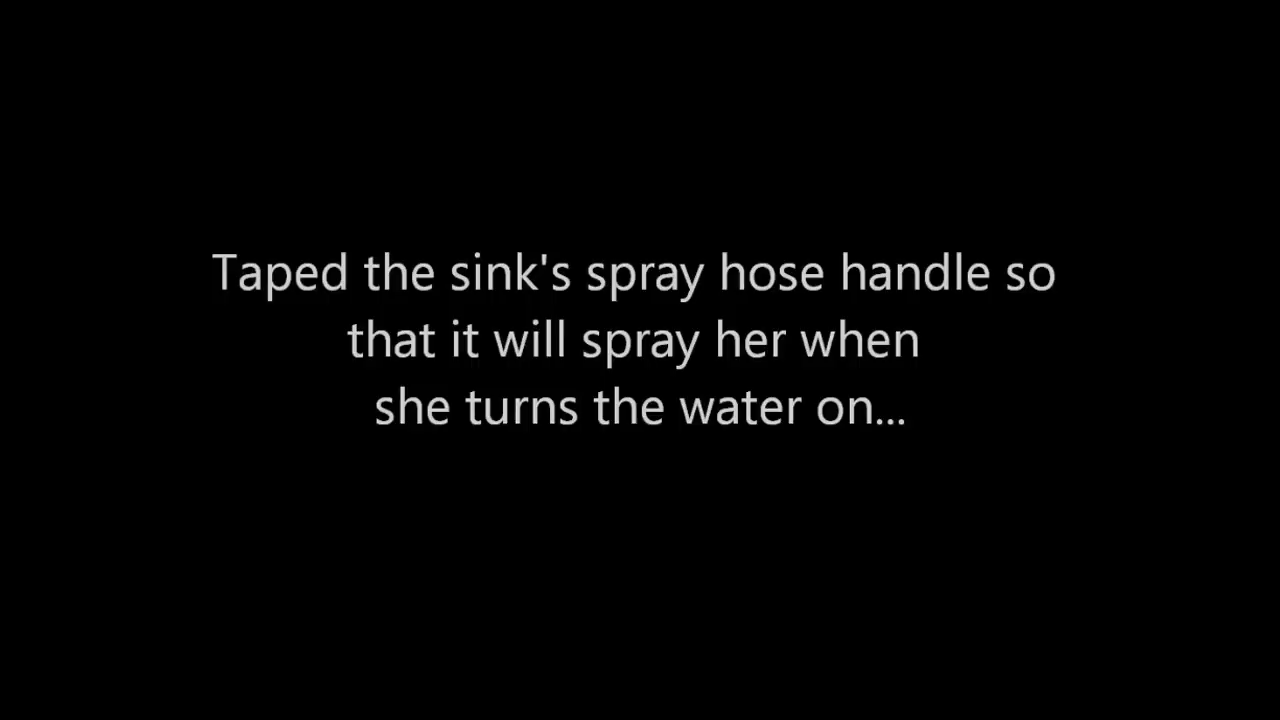 Taped the sink's spray hose handle so
that it will spray her when
she turns the water on...